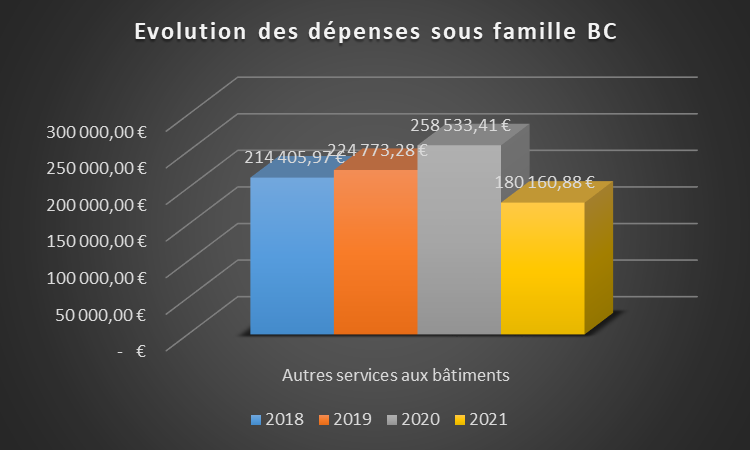 Evolution des dépenses sous famille BC
300 000,00 €
250 000,00 €
200 000,00 €
150 000,00 €
100 000,00 €
50 000,00 €
- €
214 405,97 €
224 773,28 €
258 533,41 €
180 160,88 €
Autres services aux bâtiments
2018 2019 2020 2021